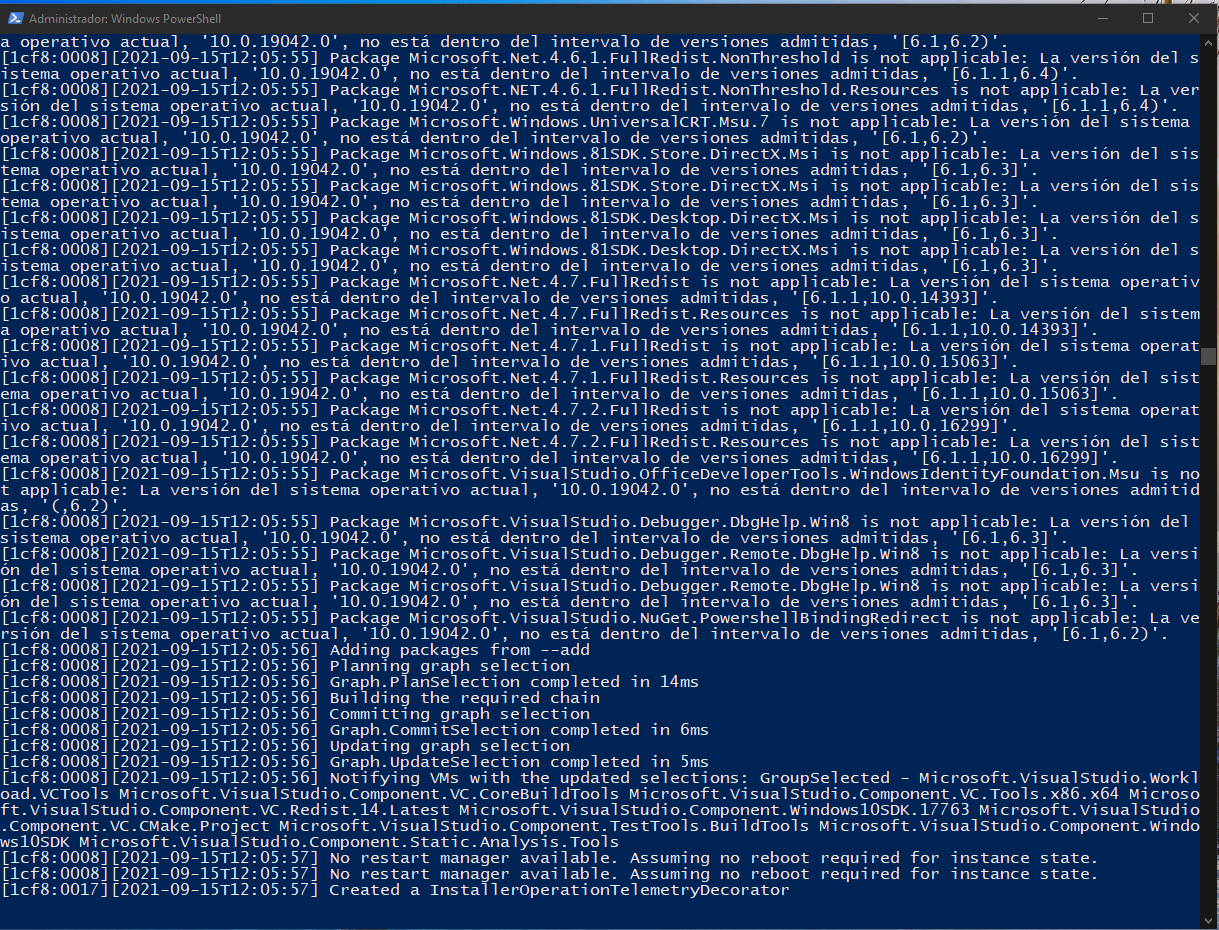 Administrador: Windows PowerShell
a operativo actual, '10.0.19042.0', no está dentro del intervalo de versiones admitidas, '[6.1,6.2)'.
[1cf8:0008][2021-09-15T12:05:55] Package Microsoft.Net.4.6.1.FullRedist.NonThreshold is not applicable: La versión del s
istema operativo actual, '10.0.19042.0', no está dentro del intervalo de versiones admitidas, '[6.1.1,6.4)'.
[1cf8:0008][2021-09-15T12:05:55] Package Microsoft.NET.4.6.1.FullRedist.NonThreshold.Resources is not applicable: La ver
sión del sistema operativo actual, '10.0.19042.0', no está dentro del intervalo de versiones admitidas, '[6.1.1,6.4)'.
[1cf8:0008][2021-09-15T12:05:55] Package Microsoft.Windows.UniversalCRT.Msu.7 is not applicable: La versión del sistema
operativo actual, '10.0.19042.0', no está dentro del intervalo de versiones admitidas, '[6.1,6.2)'.
[1cf8:0008][2021-09-15T12:05:55] Package Microsoft.Windows.81SDK.Store.DirectX.Msi is not applicable: La versión del sis
tema operativo actual, '10.0.19042.0', no está dentro del intervalo de versiones admitidas, '[6.1,6.3]'.
[1cf8:0008][2021-09-15T12:05:55] Package Microsoft.Windows.81SDK.Store.DirectX.Msi is not applicable: La versión del sis
tema operativo actual, '10.0.19042.0', no está dentro del intervalo de versiones admitidas, '[6.1,6.3]'.
[1cf8:0008][2021-09-15T12:05:55] Package Microsoft.Windows.81SDK.Desktop.DirectX.Msi is not applicable: La versión del s
istema operativo actual, '10.0.19042.0', no está dentro del intervalo de versiones admitidas, '[6.1,6.3]'.
[1cf8:0008][2021-09-15T12:05:55] Package Microsoft.Windows.81SDK.Desktop.DirectX.Msi is not applicable: La versión del s
istema operativo actual, '10.0.19042.0', no está dentro del intervalo de versiones admitidas, '[6.1,6.3]'.
[1cf8:0008][2021-09-15T12:05:55] Package Microsoft.Net.4.7.FullRedist is not applicable: La versión del sistema operativ
o actual, '10.0.19042.0', no está dentro del intervalo de versiones admitidas, '[6.1.1,10.0.14393]'.
[1cf8:0008][2021-09-15T12:05:55] Package Microsoft.Net.4.7.FullRedist.Resources is not applicable: La versión del sistem
a operativo actual, '10.0.19042.0', no está dentro del intervalo de versiones admitidas, '[6.1.1,10.0.14393]'.
[1cf8:0008][2021-09-15T12:05:55] Package Microsoft.Net.4.7.1.FullRedist is not applicable: La versión del sistema operat
ivo actual, '10.0.19042.0', no está dentro del intervalo de versiones admitidas, '[6.1.1,10.0.15063]'.
[1cf8:0008][2021-09-15T12:05:55] Package Microsoft.Net.4.7.1.FullRedist.Resources is not applicable: La versión del sist
ema operativo actual, '10.0.19042.0', no está dentro del intervalo de versiones admitidas, '[6.1.1,10.0.15063]'.
[1cf8:0008][2021-09-15T12:05:55] Package Microsoft.Net.4.7.2.FullRedist is not applicable: La versión del sistema operat
ivo actual, '10.0.19042.0', no está dentro del intervalo de versiones admitidas, '[6.1.1,10.0.16299]'.
[1cf8:0008][2021-09-15T12:05:55] Package Microsoft.Net.4.7.2.FullRedist.Resources is not applicable: La versión del sist
ema operativo actual, '10.0.19042.0', no está dentro del intervalo de versiones admitidas, '[6.1.1,10.0.16299]'.
[1cf8:0008][2021-09-15T12:05:55] Package Microsoft.VisualStudio.OfficeDeveloperTools.WindowsIdentityFoundation.Msu is no
t applicable: La versión del sistema operativo actual, '10.0.19042.0', no está dentro del intervalo de versiones admitid
as, '(,6.2)'.
[1cf8:0008][2021-09-15T12:05:55] Package Microsoft.VisualStudio.Debugger.DbgHelp.Win8 is not applicable: La versión del
sistema operativo actual, '10.0.19042.0', no está dentro del intervalo de versiones admitidas, '[6.1,6.3]'.
[1cf8:0008][2021-09-15T12:05:55] Package Microsoft.VisualStudio.Debugger.Remote.DbgHelp.Win8 is not applicable: La versi
ón del sistema operativo actual, '10.0.19042.0', no está dentro del intervalo de versiones admitidas, '[6.1,6.3]'.
[1cf8:0008][2021-09-15T12:05:55] Package Microsoft.VisualStudio.Debugger.Remote.DbgHelp.Win8 is not applicable: La versi
ón del sistema operativo actual, '10.0.19042.0', no está dentro del intervalo de versiones admitidas, '[6.1,6.3]'.
[1cf8:0008][2021-09-15T12:05:55] Package Microsoft.VisualStudio.NuGet.PowershellBindingRedirect is not applicable: La ve
rsión del sistema operativo actual, '10.0.19042.0', no está dentro del intervalo de versiones admitidas, '[6.1,6.2)'.
[1cf8:0008][2021-09-15T12:05:56] Adding packages from --add
[1cf8:0008][2021-09-15T12:05:56] Planning graph selection
[1cf8:0008][2021-09-15T12:05:56] Graph.PlanSelection completed in 14ms
[1cf8:0008][2021-09-15T12:05:56] Building the required chain
[1cf8:0008][2021-09-15T12:05:56] Committing graph selection
[1cf8:0008][2021-09-15T12:05:56] Graph.CommitSelection completed in 6ms
[1cf8:0008][2021-09-15T12:05:56] Updating graph selection
[1cf8:0008][2021-09-15T12:05:56] Graph.UpdateSelection completed in 5ms
[1cf8:0008][2021-09-15T12:05:56] Notifying VMs with the updated selections: GroupSelected - Microsoft.VisualStudio.Workl
oad.VCTools Microsoft.VisualStudio.Component.VC.CoreBuildTools Microsoft.VisualStudio.Component.VC.Tools.x86.x64 Microso
ft.VisualStudio.Component.VC.Redist.14.Latest Microsoft.VisualStudio.Component.Windows10SDK.17763 Microsoft.VisualStudio
.Component.VC.CMake.Project Microsoft.VisualStudio.Component.TestTools.BuildTools Microsoft.VisualStudio.Component.Windo
ws10SDK Microsoft.VisualStudio.Component.Static.Analysis.Tools
[1cf8:0008][2021-09-15T12:05:57] No restart manager available. Assuming no reboot required for instance state.
[1cf8:0008][2021-09-15T12:05:57] No restart manager available. Assuming no reboot required for instance state.
[1cf8:0017][2021-09-15T12:05:57] Created a InstallerOperationTelemetryDecorator